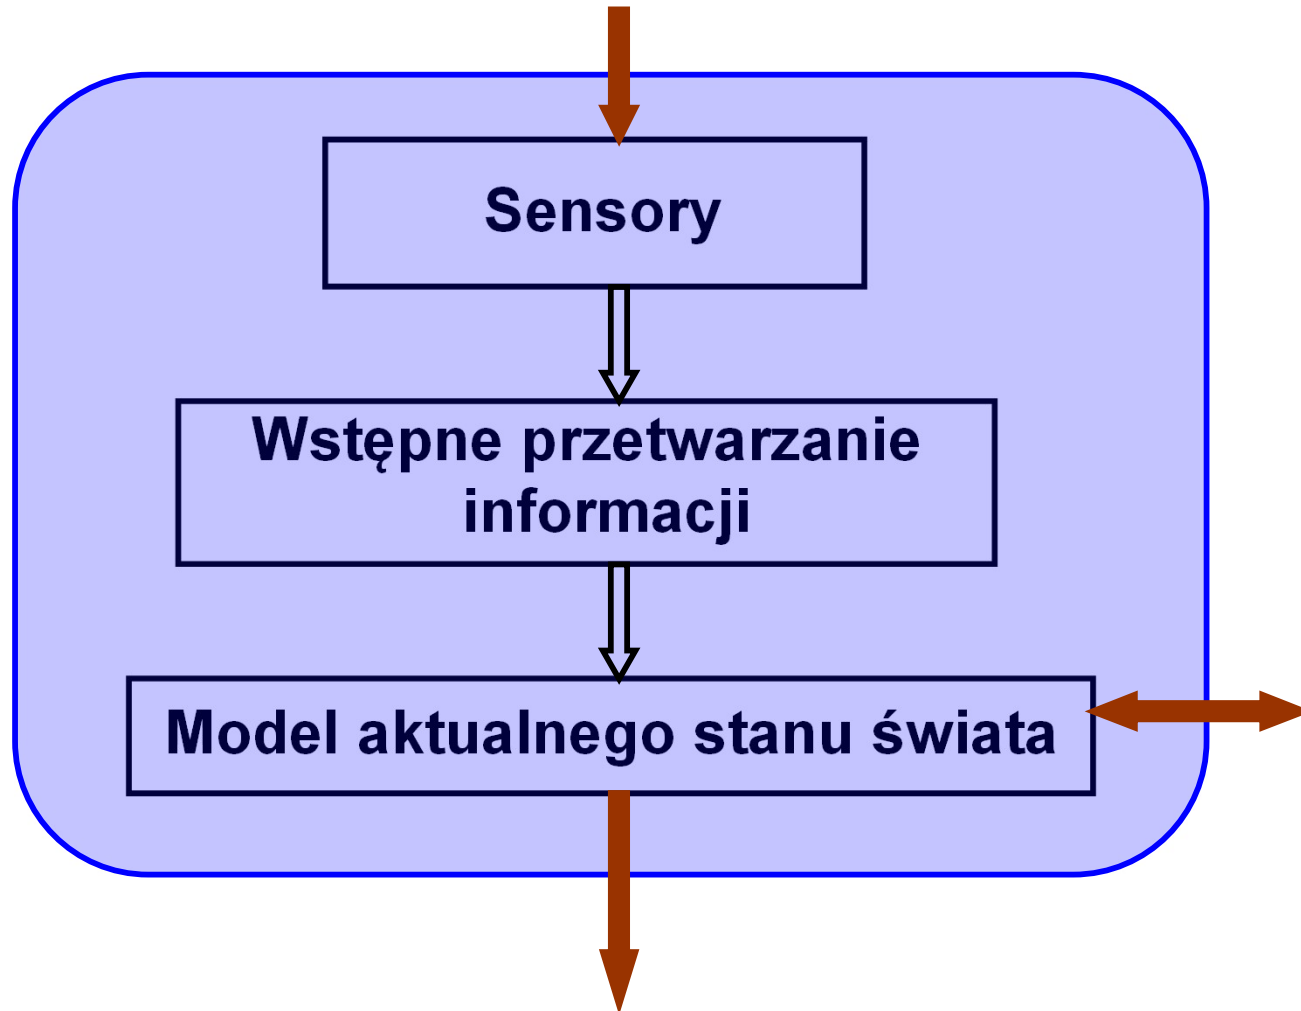 Sensory
Wstępne przetwarzanie
informacji
Model aktualnego stanu świata